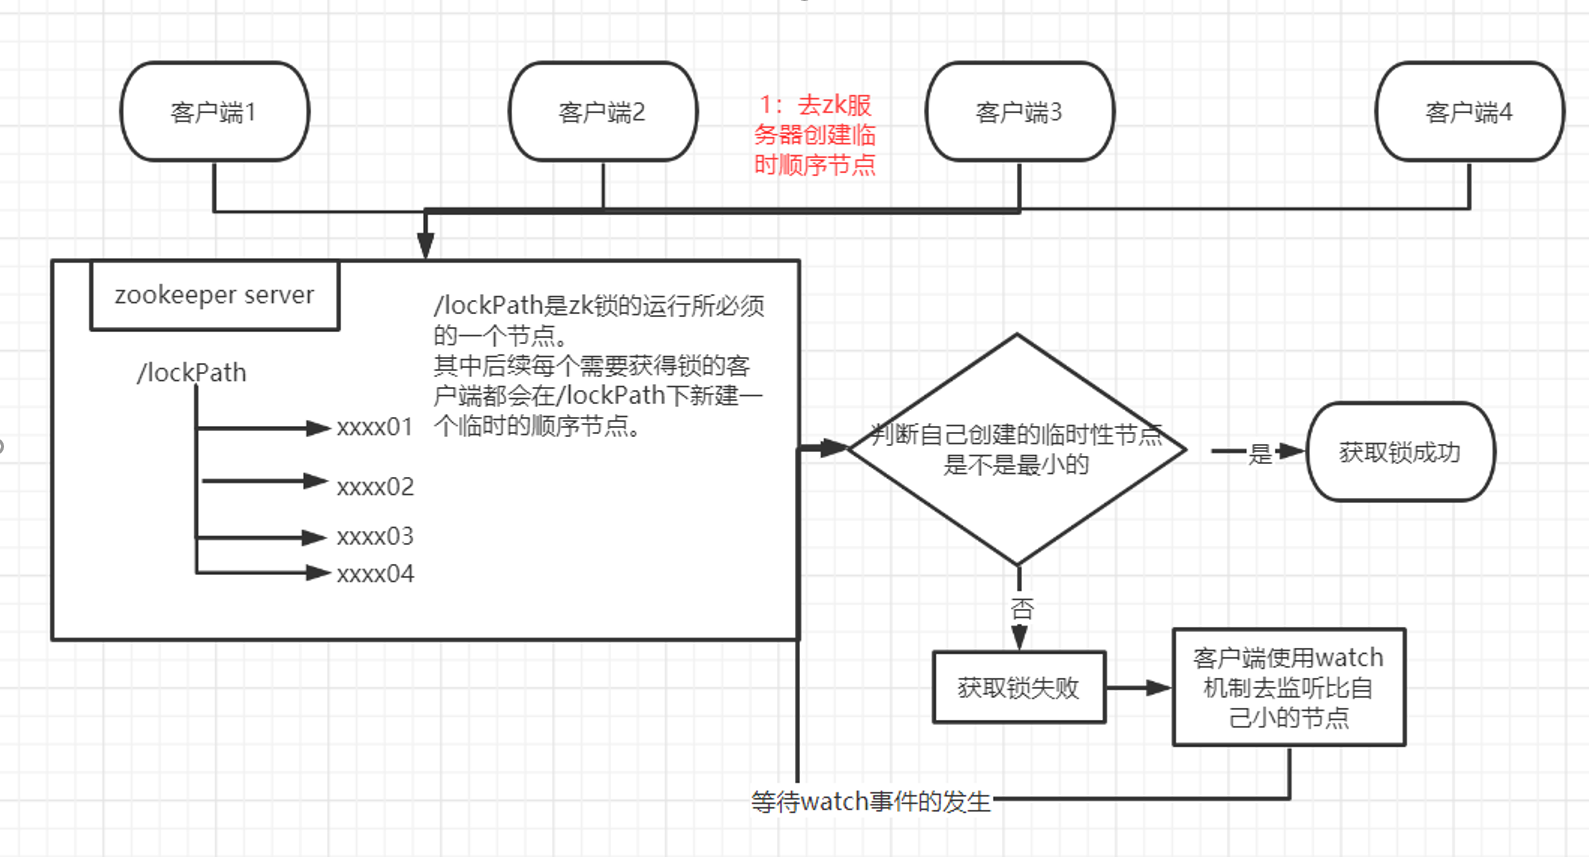 客户端1
客户端2
1：去zk服
务器创建临
时顺序节点
客户端3
客户端4
zookeeper server
/lockPath是zk锁的运行所必须
的一个节点。
其中后续每个需要获得锁的客
户端都会在/lockPath下新建一
个临时的顺序节点。
/lockPath
xxxx01
xxxx02
xxxx03
xxxx04
判断自己创建的临时性节点
是不是最小的
是
获取锁成功
否
获取锁失败
客户端使用watch
机制去监听比自
己小的节点
等待watch事件的发生